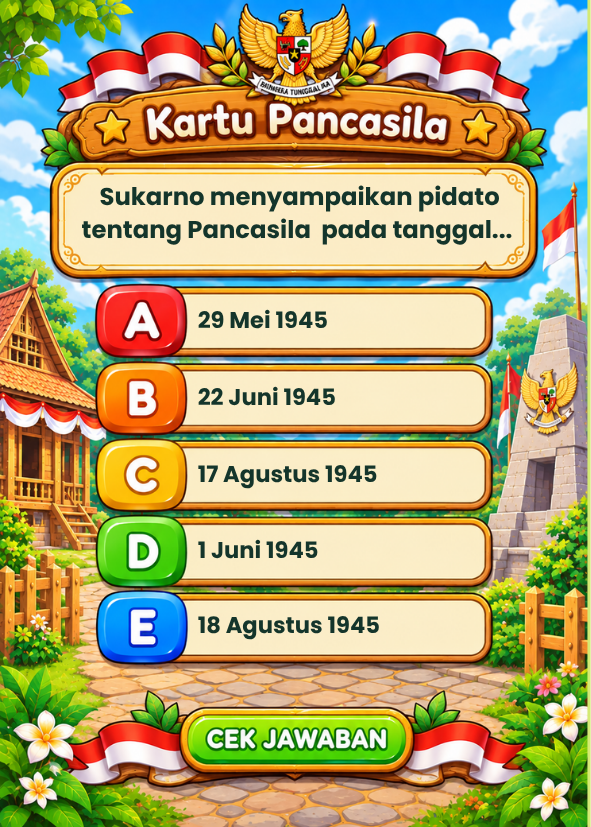 BHINNEKA TUNGGAL IKA
Kartu Pancasila
Sukarno menyampaikan pidato
tentang Pancasila pada tanggal...
A 29 Mei 1945
B 22 Juni 1945
C 17 Agustus 1945
D 1 Juni 1945
E 18 Agustus 1945
CEK JAWABAN